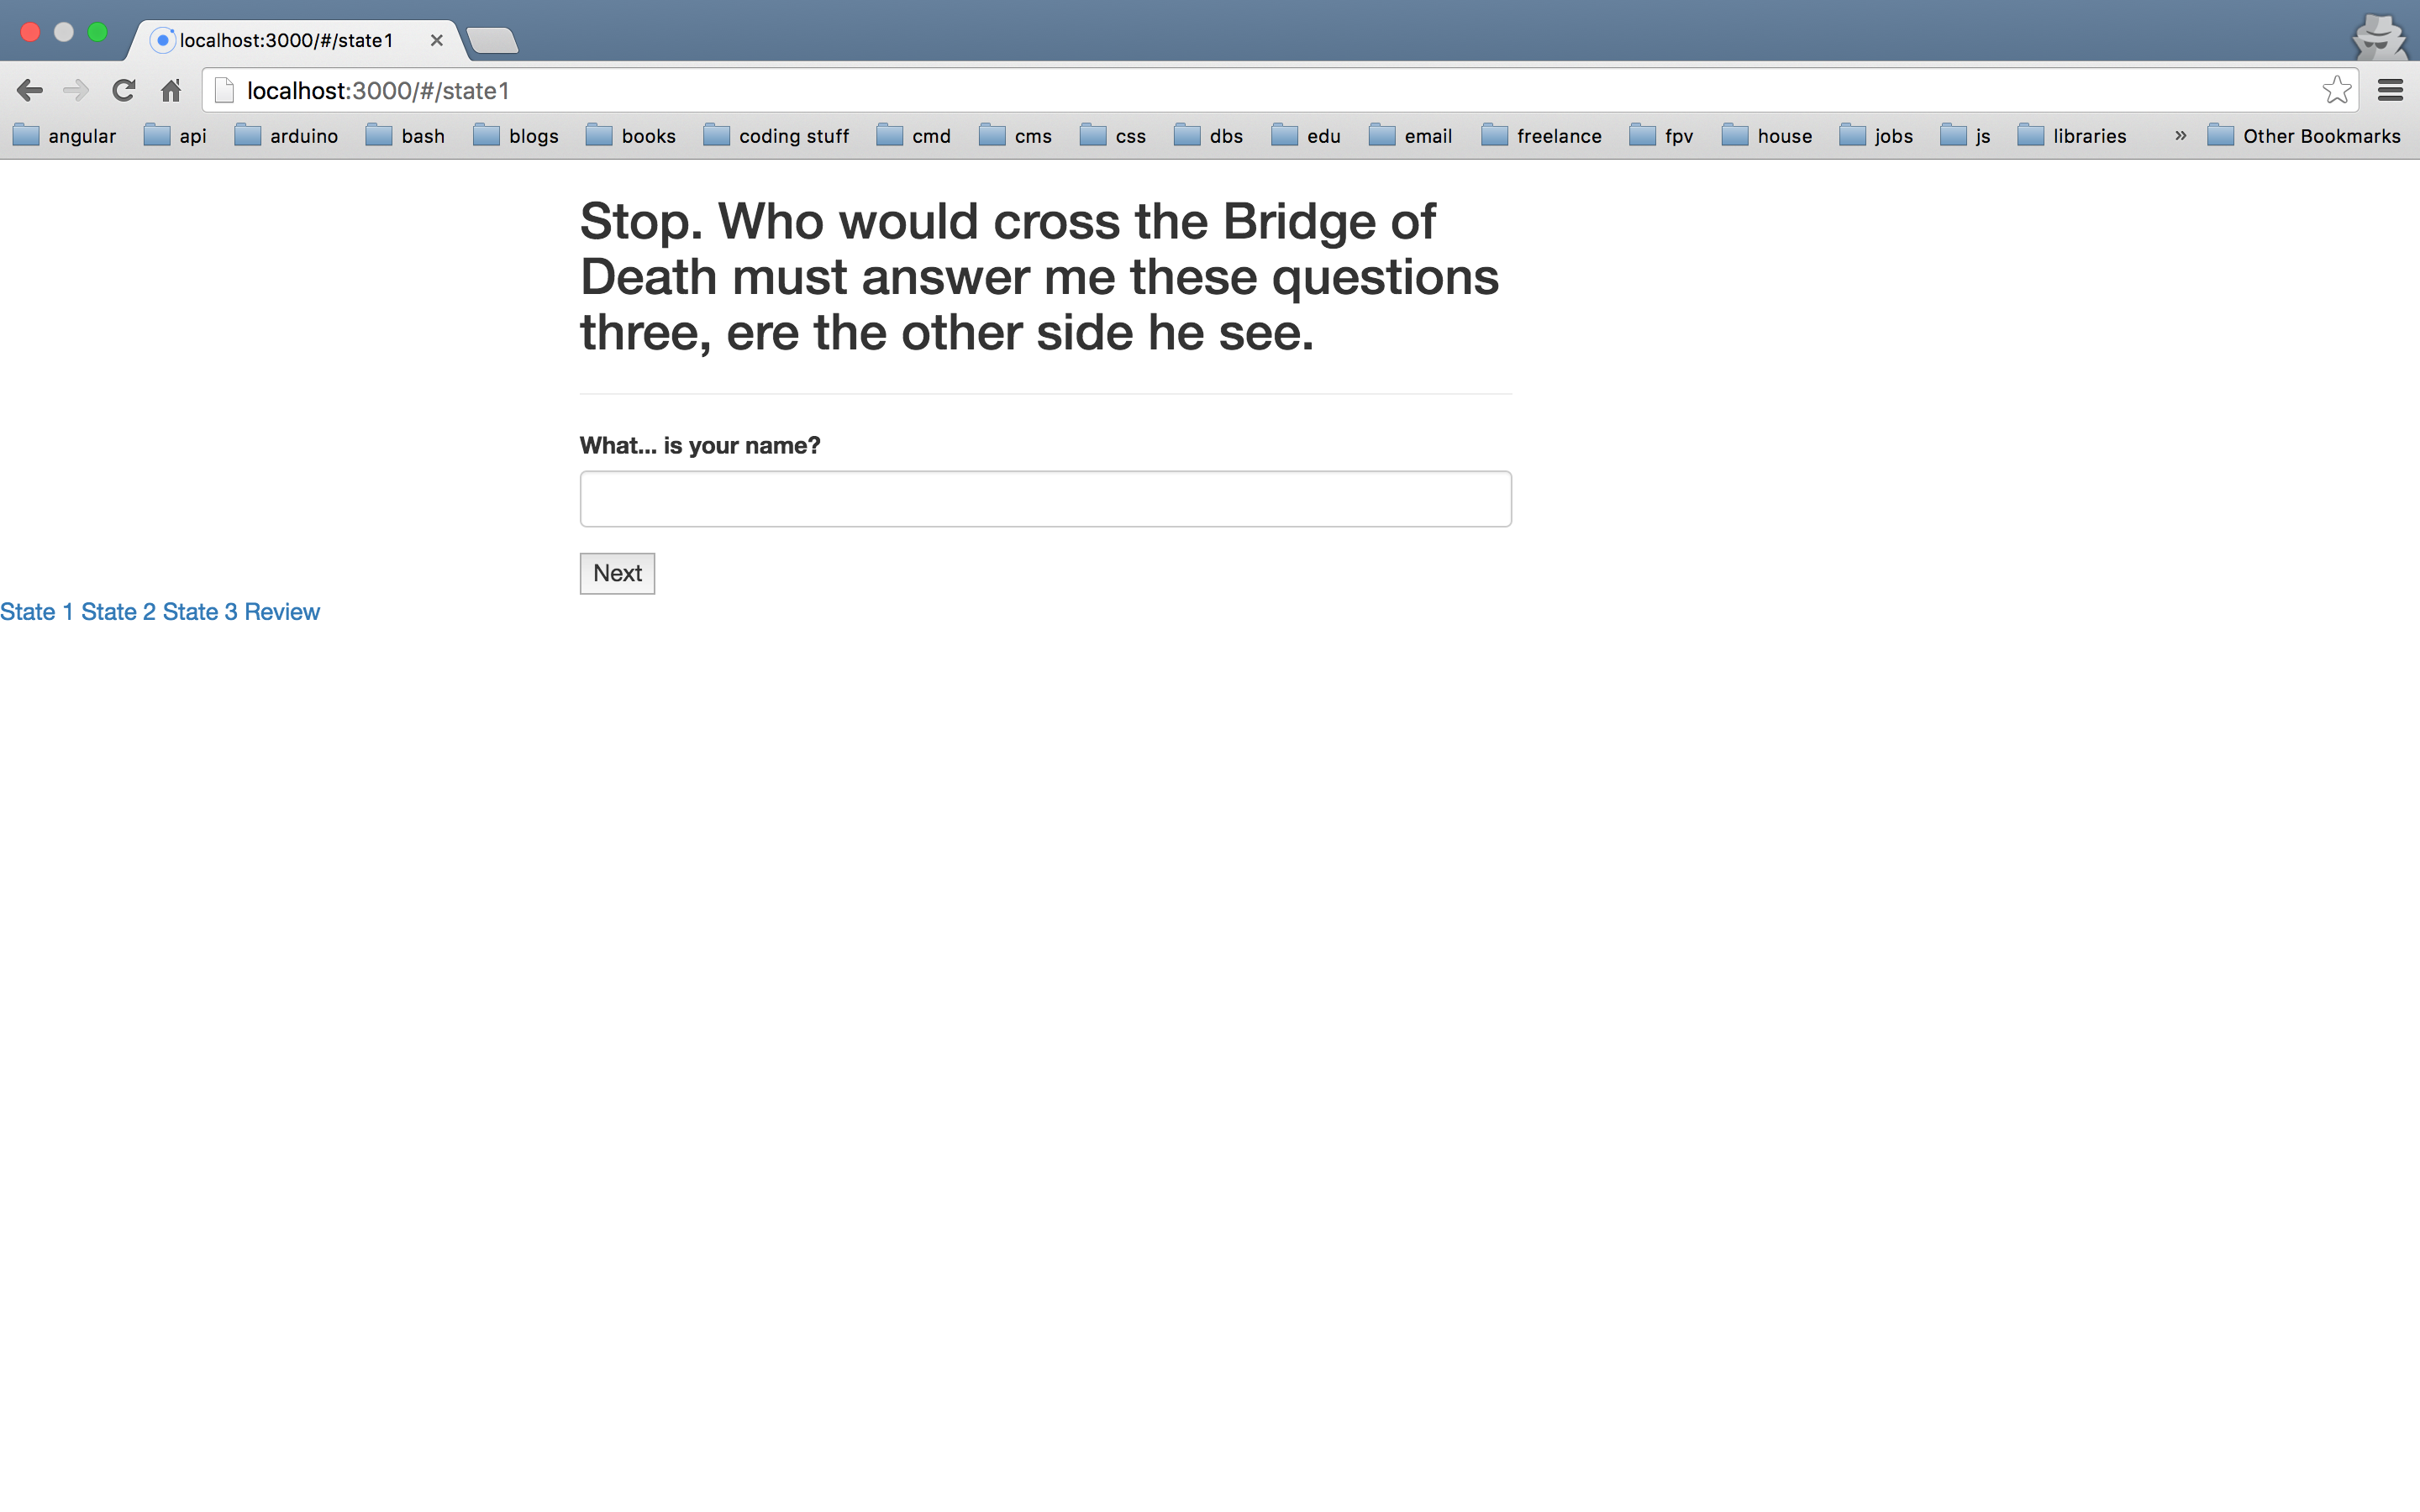 localhost:3000/#/state1
localhost:3000/#/state1
angular api arduino bash blogs books coding stuff cmd cms css dbs edu email freelance fpv house jobs js libraries » Other Bookmarks
Stop. Who would cross the Bridge of
Death must answer me these questions
three, ere the other side he see.
What... is your name?
Next
State 1 State 2 State 3 Review